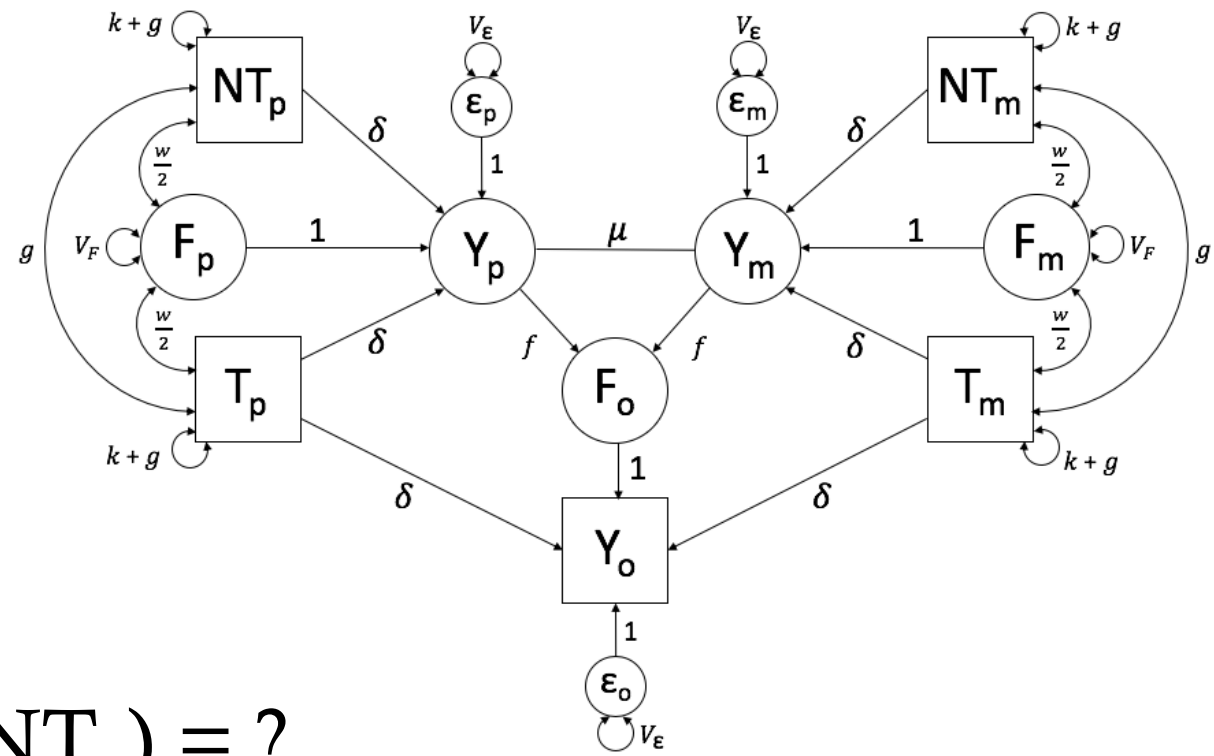 k + g
V_ε
V_ε
k + g
NT_p
ε_p
ε_m
NT_m
δ
δ
w/2
1
1
w/2
g
V_F
F_p
1
Y_p
μ
Y_m
1
F_m
V_F
g
w/2
δ
f
f
δ
w/2
T_p
F_o
T_m
k + g
1
k + g
δ
δ
Y_o
1
ε_o
V_ε
NT ) = ?